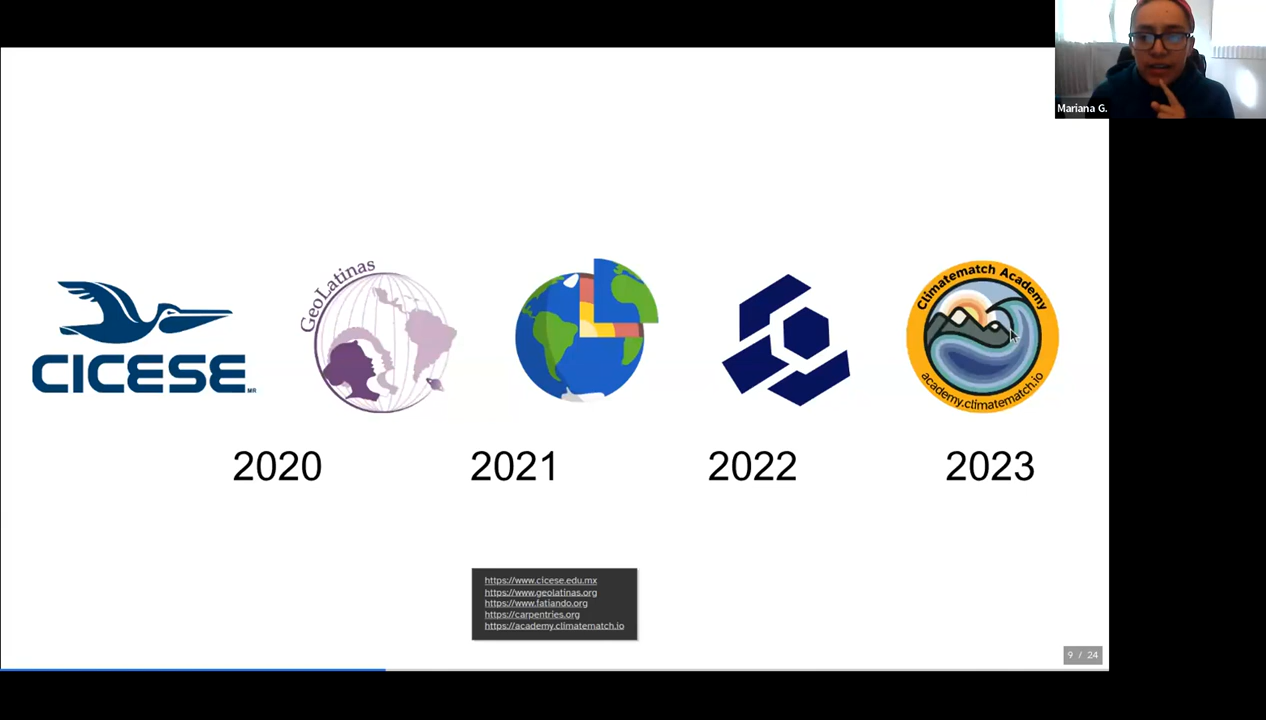 Mariana G.
CICESE MR
GeoLatinas
Climatematch Academy
academy.climatematch.io
2020
2021
2022
2023
https://www.cicese.edu.mx
https://www.geolatinas.org
https://www.fatiando.org
https://carpentries.org
https://academy.climatematch.io
9 / 24